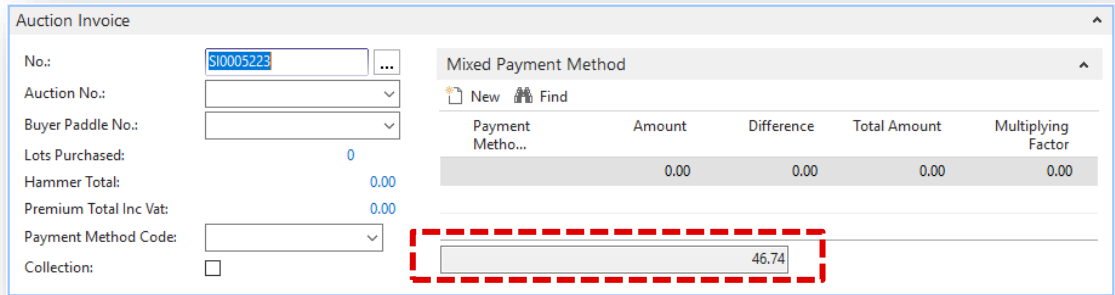 Auction Invoice
No.: SI0005223 ...
Auction No.:
Buyer Paddle No.:
Lots Purchased: 0
Hammer Total: 0.00
Premium Total Inc Vat: 0.00
Payment Method Code:
Collection:
Mixed Payment Method
New Find
Payment Metho... Amount Difference Total Amount Multiplying Factor
0.00 0.00 0.00 0.00
46.74